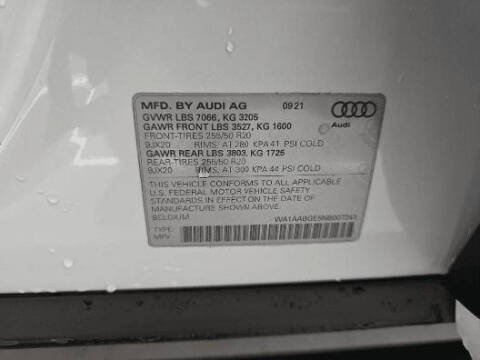 MFD. BY AUDI AG 09 21
GVWR LBS 7066, KG 3205
GAWR FRONT LBS 3527, KG 1600
FRONT-TIRES 255/50 R20
9JX20 RIMS, AT 280 KPA 41 PSI COLD
GAWR REAR LBS 3803, KG 1725
REAR-TIRES 255/50 R20
9JX20 RIMS, AT 300 KPA 44 PSI COLD
THIS VEHICLE CONFORMS TO ALL APPLICABLE
U.S. FEDERAL MOTOR VEHICLE SAFETY
STANDARDS IN EFFECT ON THE DATE OF
MANUFACTURE SHOWN ABOVE.
BELGIUM
TYPE:
MPV
Audi